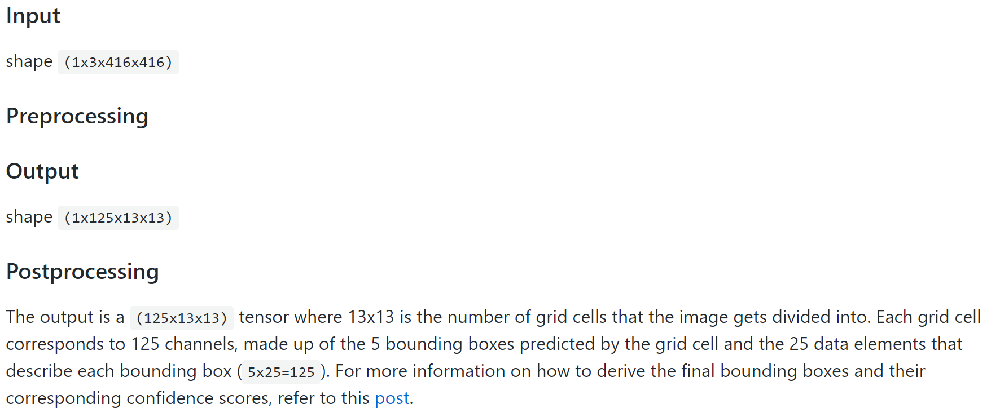 Input
shape (1x3x416x416)
Preprocessing
Output
shape (1x125x13x13)
Postprocessing
The output is a (125x13x13) tensor where 13x13 is the number of grid cells that the image gets divided into. Each grid cell
corresponds to 125 channels, made up of the 5 bounding boxes predicted by the grid cell and the 25 data elements that
describe each bounding box (5x25=125). For more information on how to derive the final bounding boxes and their
corresponding confidence scores, refer to this post.